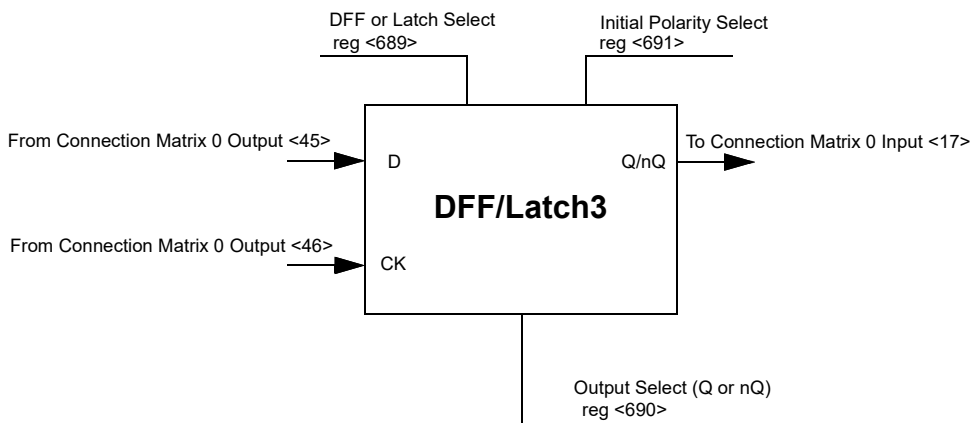 DFF or Latch Select
reg <689>
Initial Polarity Select
reg <691>
From Connection Matrix 0 Output <45>
To Connection Matrix 0 Input <17>
D
Q/nQ
DFF/Latch3
From Connection Matrix 0 Output <46>
CK
Output Select (Q or nQ)
reg <690>